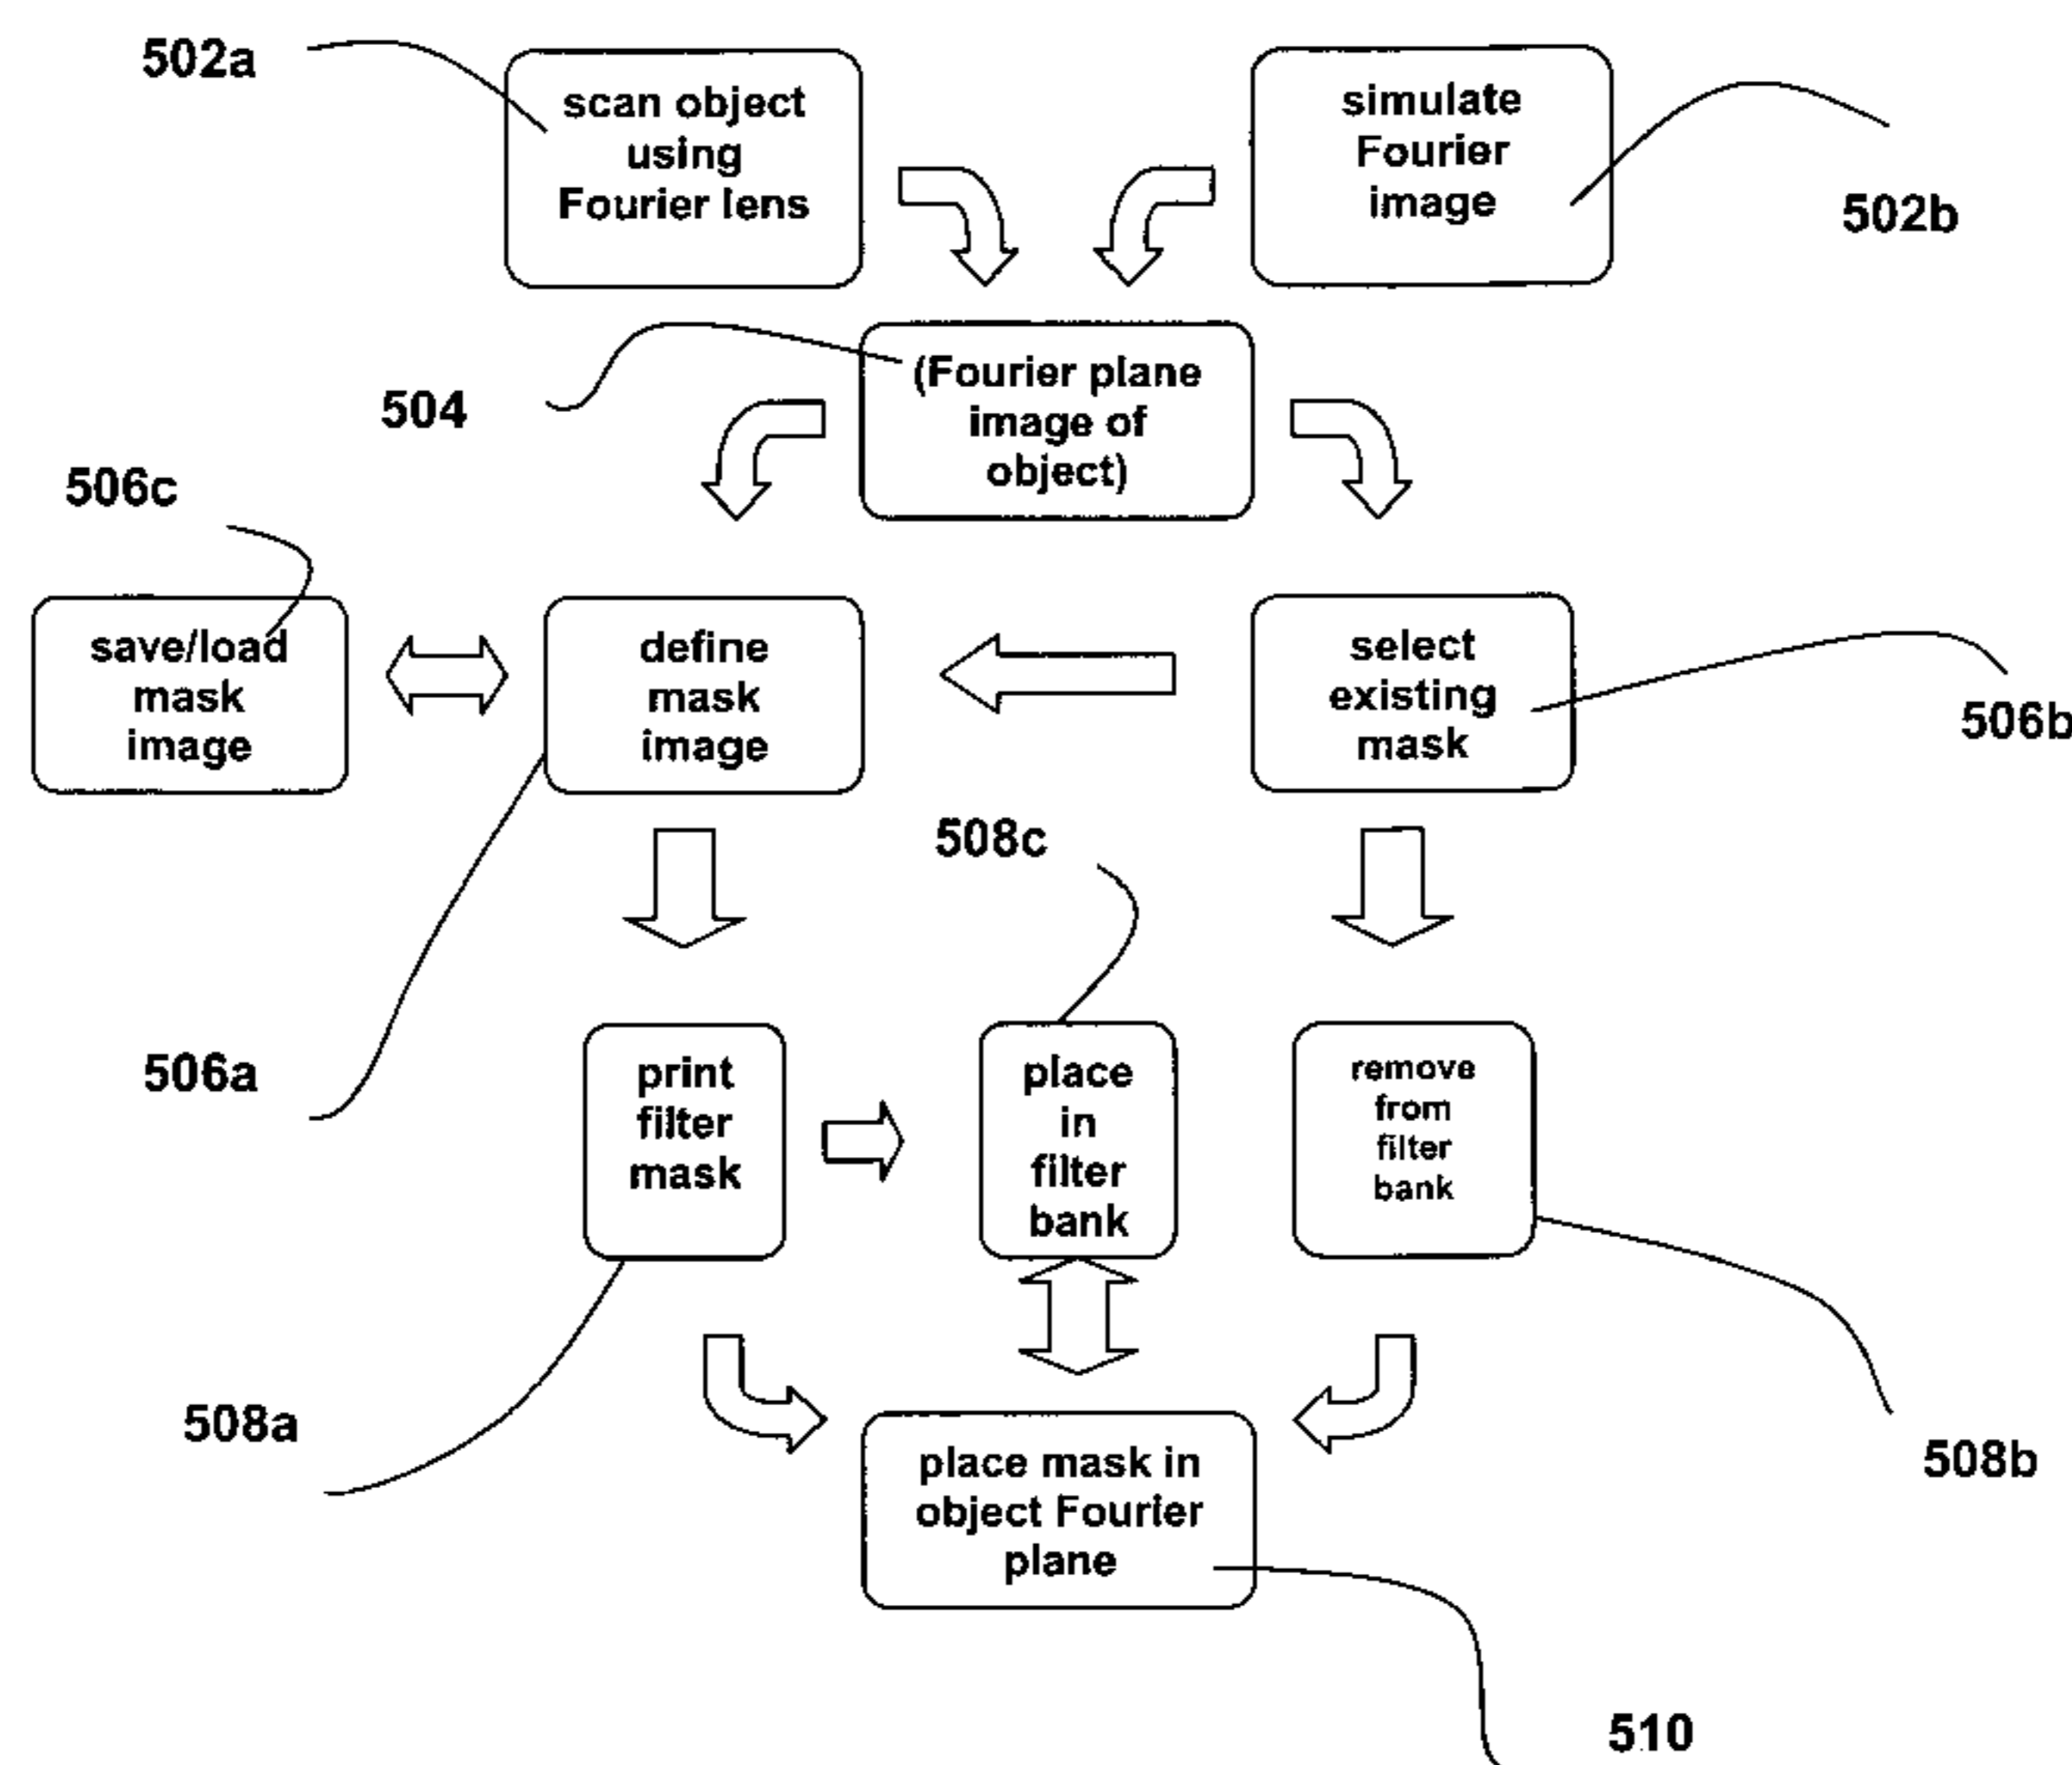 502a
scan object
using
Fourier lens
simulate
Fourier
image
502b
504
(Fourier plane
image of
object)
506c
save/load
mask
image
define
mask
image
select
existing
mask
506b
508c
506a
print
filter
mask
place
in
filter
bank
remove
from
filter
bank
508a
508b
place mask in
object Fourier
plane
510